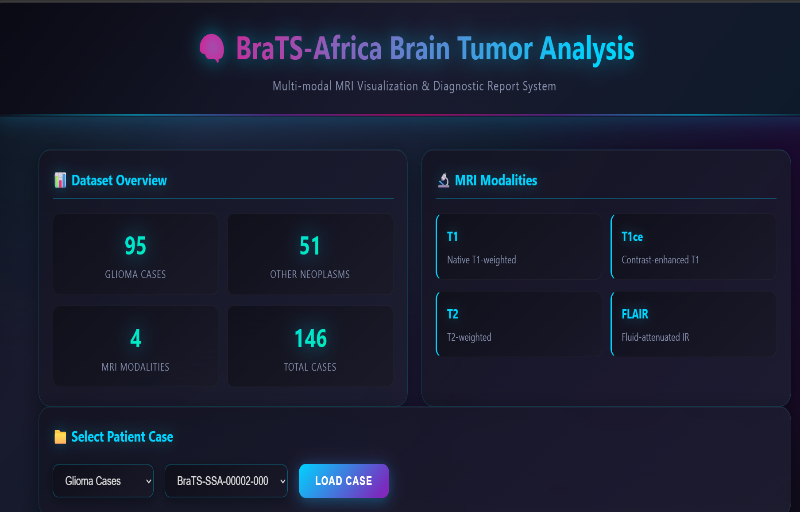 BraTS-Africa Brain Tumor Analysis
Multi-modal MRI Visualization & Diagnostic Report System
Dataset Overview
95
GLIOMA CASES
51
OTHER NEOPLASMS
4
MRI MODALITIES
146
TOTAL CASES
MRI Modalities
T1
Native T1-weighted
T1ce
Contrast-enhanced T1
T2
T2-weighted
FLAIR
Fluid-attenuated IR
Select Patient Case
Glioma Cases
BraTS-SSA-00002-000
LOAD CASE